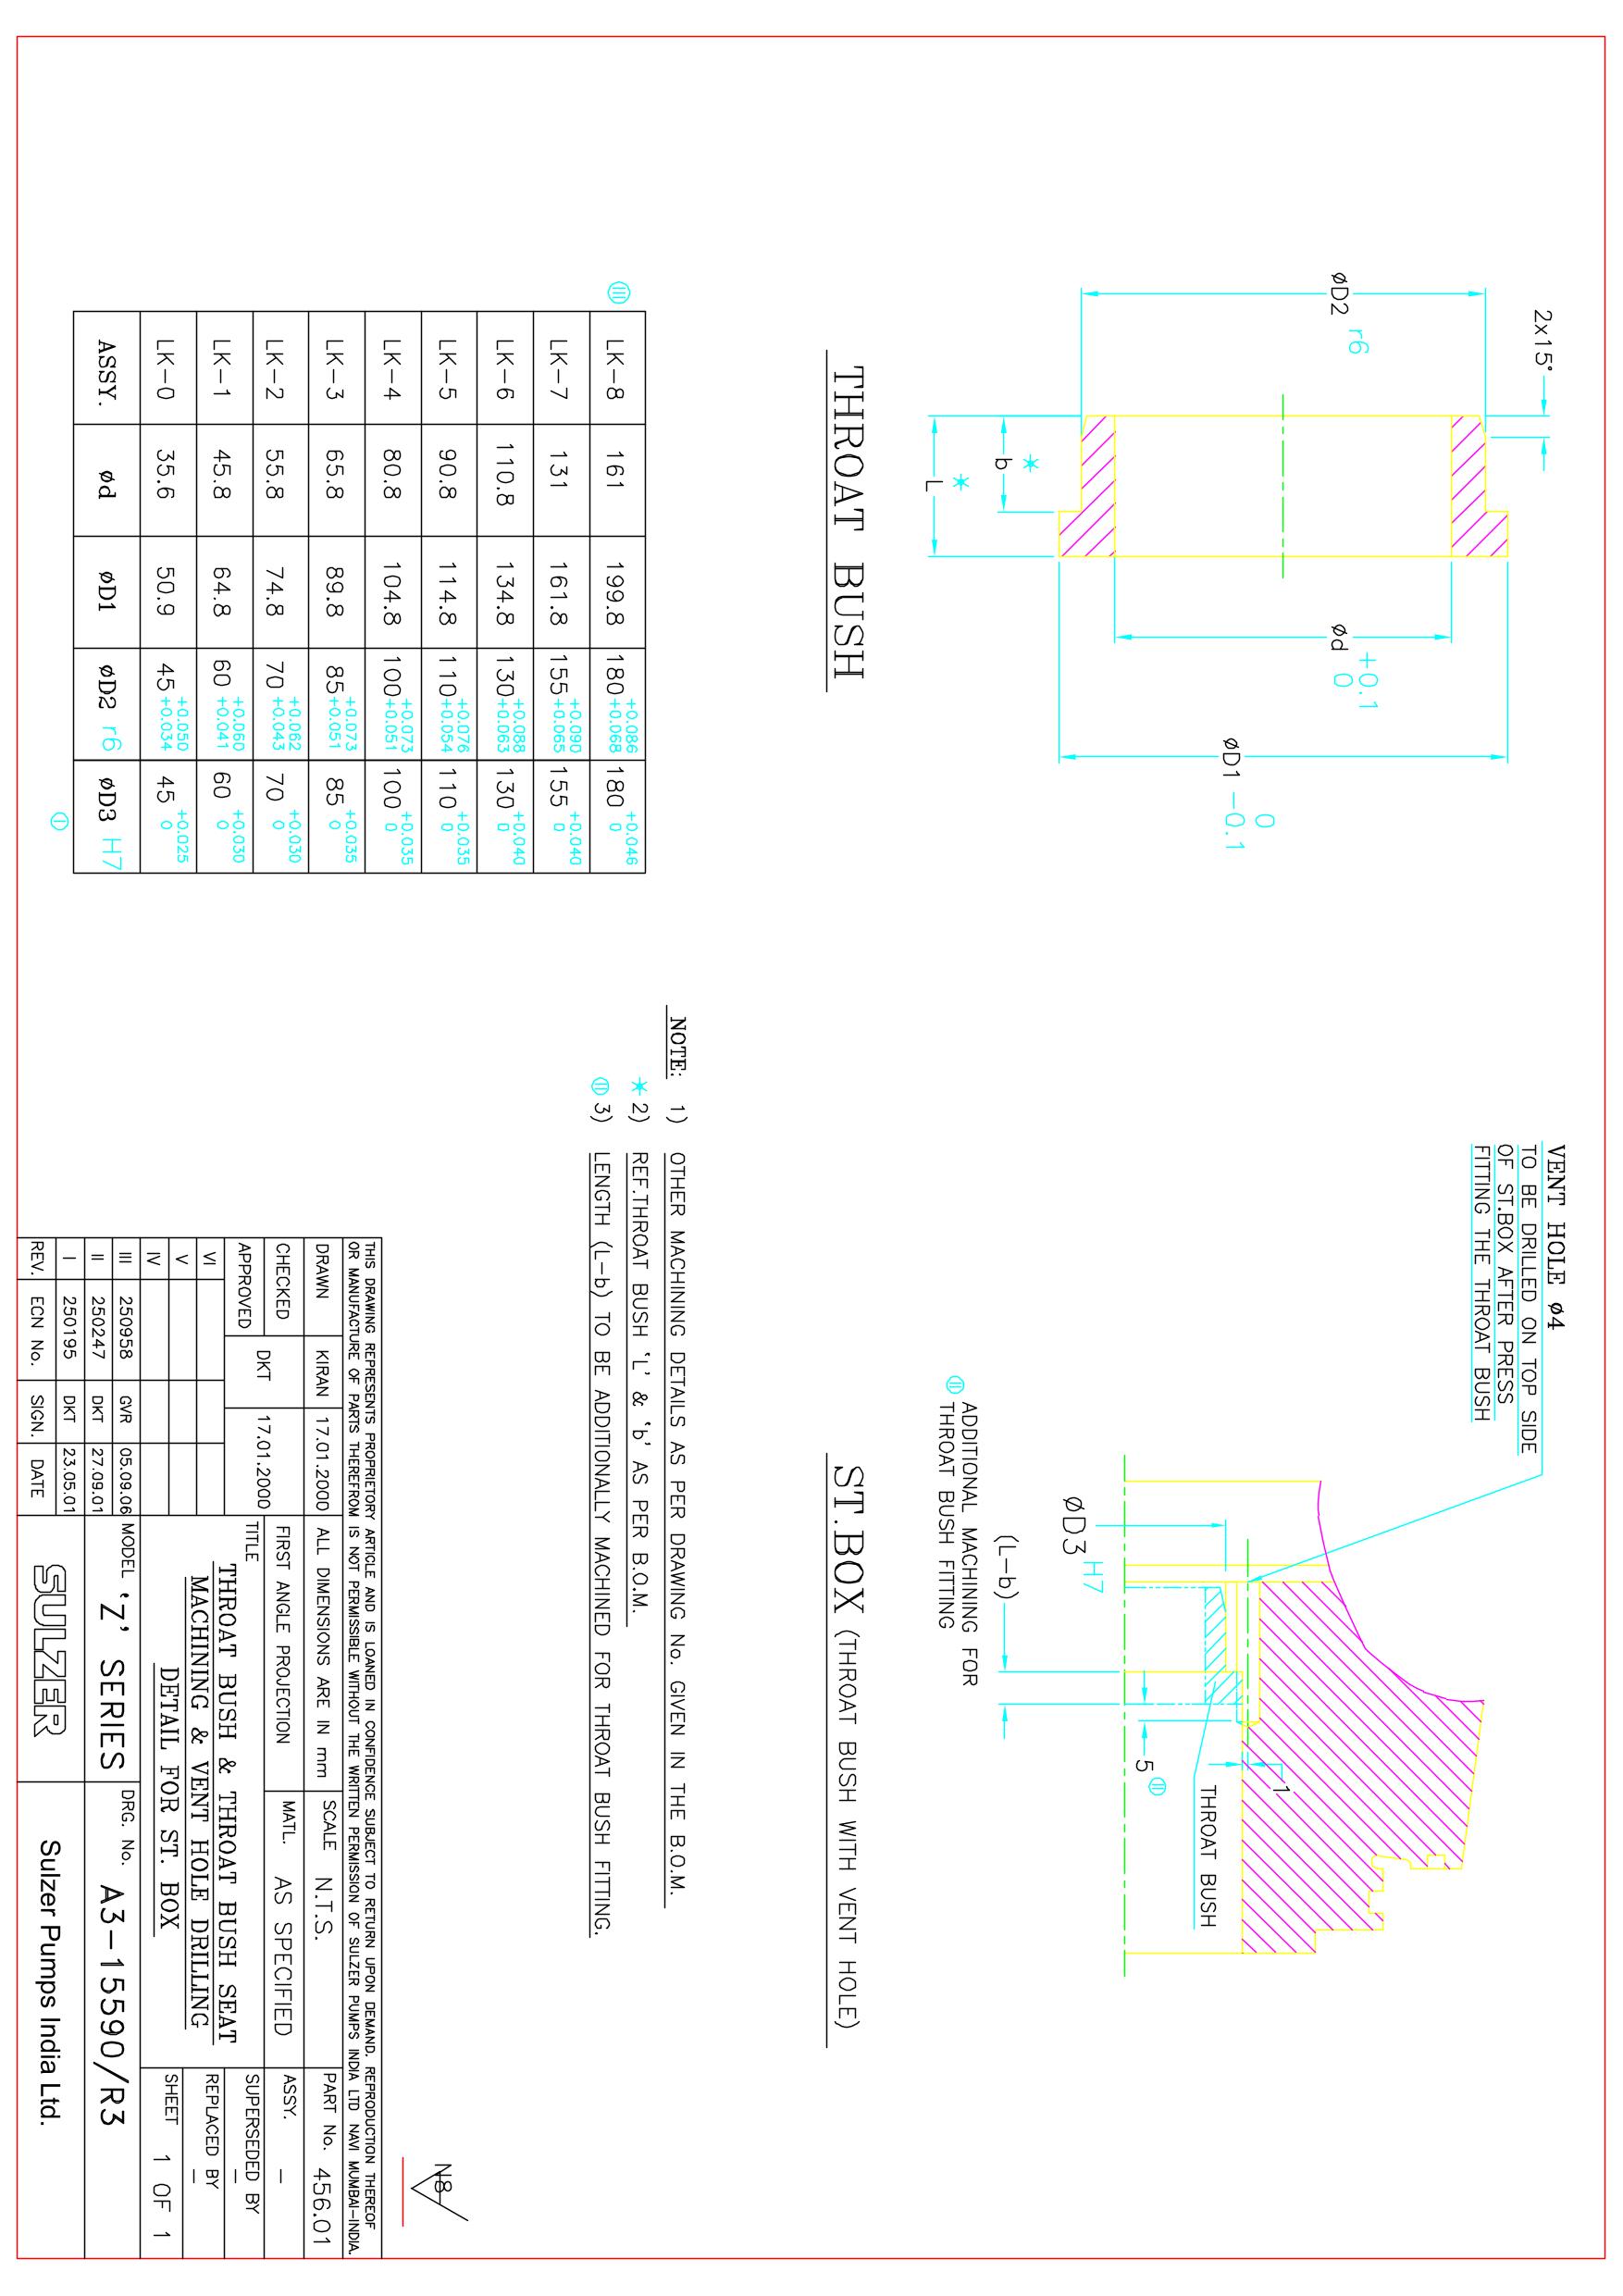 2x15°
øD2 r6
b *
L *
ød +0.1
0
øD1 0
-0.1
THROAT BUSH
VENT HOLE ø4
TO BE DRILLED ON TOP SIDE
OF ST.BOX AFTER PRESS
FITTING THE THROAT BUSH
II ADDITIONAL MACHINING FOR
THROAT BUSH FITTING
øD3 H7
(L-b)
5 II
1
THROAT BUSH
ST.BOX (THROAT BUSH WITH VENT HOLE)
III
LK-8 161 199.8 180 +0.086 +0.068 180 +0.046 0
LK-7 131 161.8 155 +0.090 +0.065 155 +0.040 0
LK-6 110.8 134.8 130 +0.088 +0.063 130 +0.040 0
LK-5 90.8 114.8 110 +0.076 +0.054 110 +0.035 0
LK-4 80.8 104.8 100 +0.073 +0.051 100 +0.035 0
LK-3 65.8 89.8 85 +0.073 +0.051 85 +0.035 0
LK-2 55.8 74.8 70 +0.062 +0.043 70 +0.030 0
LK-1 45.8 64.8 60 +0.060 +0.041 60 +0.030 0
LK-0 35.6 50.9 45 +0.050 +0.034 45 +0.025 0
ASSY. ød øD1 øD2 r6 øD3 H7
I
NOTE: 1) OTHER MACHINING DETAILS AS PER DRAWING No. GIVEN IN THE B.O.M.
* 2) REF.THROAT BUSH 'L' & 'b' AS PER B.O.M.
II 3) LENGTH (L-b) TO BE ADDITIONALLY MACHINED FOR THROAT BUSH FITTING.
N8
THIS DRAWING REPRESENTS PROPRIETORY ARTICLE AND IS LOANED IN CONFIDENCE SUBJECT TO RETURN UPON DEMAND. REPRODUCTION THEREOF
OR MANUFACTURE OF PARTS THEREFROM IS NOT PERMISSIBLE WITHOUT THE WRITTEN PERMISSION OF SULZER PUMPS INDIA LTD NAVI MUMBAI-INDIA.
DRAWN KIRAN 17.01.2000 ALL DIMENSIONS ARE IN mm SCALE N.T.S. PART No. 456.01
CHECKED DKT 17.01.2000 FIRST ANGLE PROJECTION MATL. AS SPECIFIED ASSY. -
APPROVED
TITLE THROAT BUSH & THROAT BUSH SEAT
MACHINING & VENT HOLE DRILLING
DETAIL FOR ST. BOX
SUPERSEDED BY
-
REPLACED BY
-
SHEET 1 OF 1
VI
V
IV
III 250958 GVR 05.09.06
II 250247 DKT 27.09.01
I 250195 DKT 23.05.01
REV. ECN No. SIGN. DATE
MODEL 'Z' SERIES
DRG. No. A3-15590/R3
SULZER
Sulzer Pumps India Ltd.